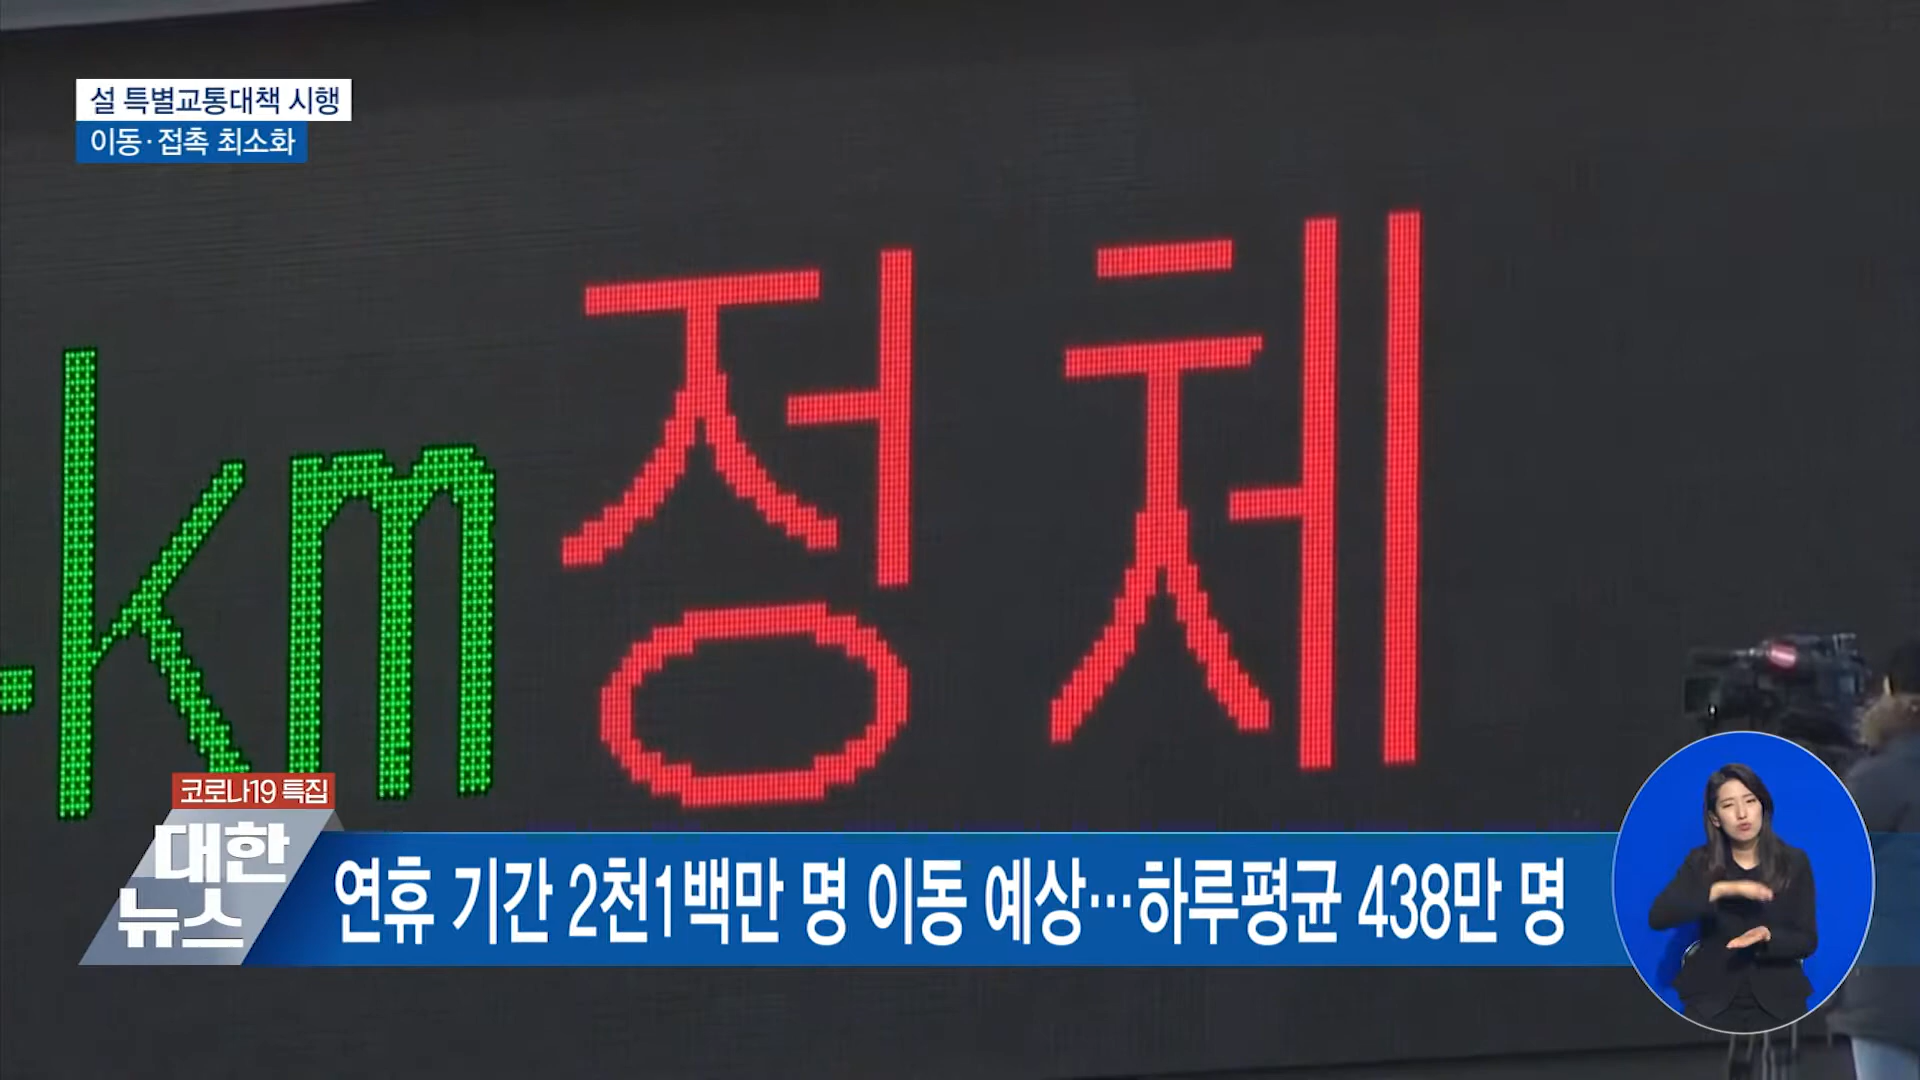 설 특별교통대책 시행
이동·접촉 최소화
km 정체
코로나19 특집
대한
뉴스
연휴 기간 2천1백만 명 이동 예상…하루평균 438만 명